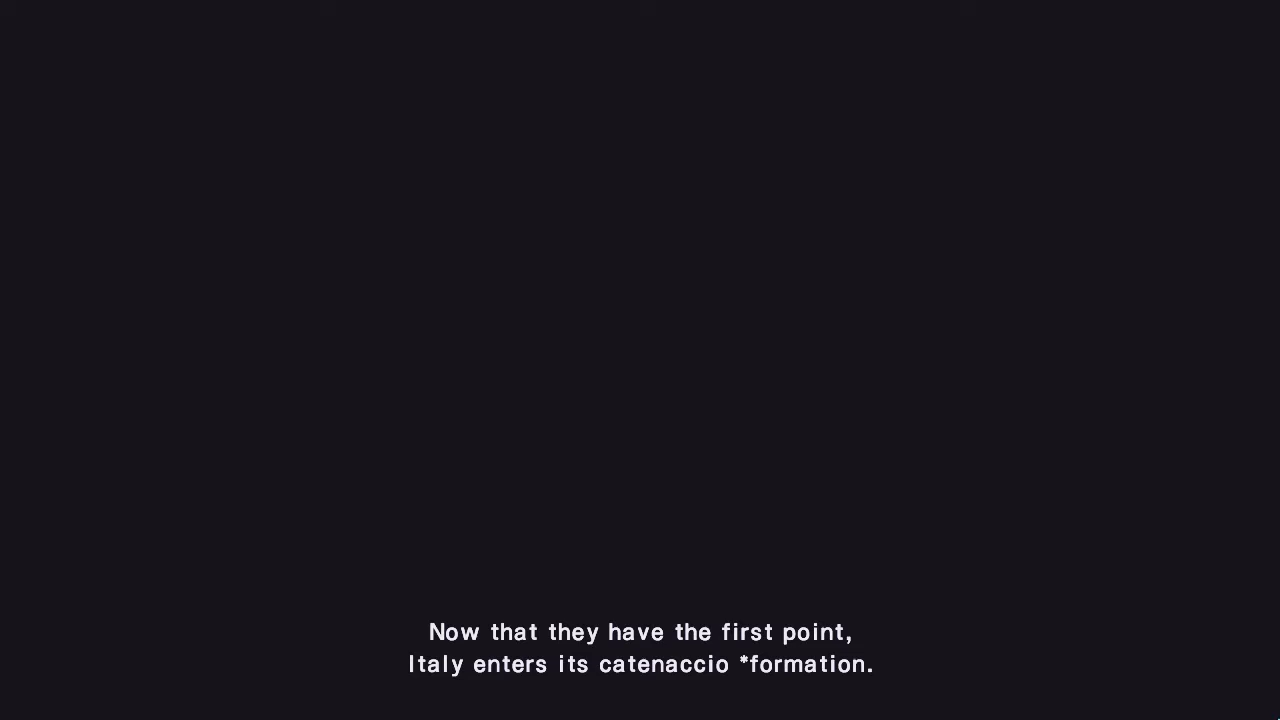 Now that they have the first point,
Italy enters its catenaccio *formation.